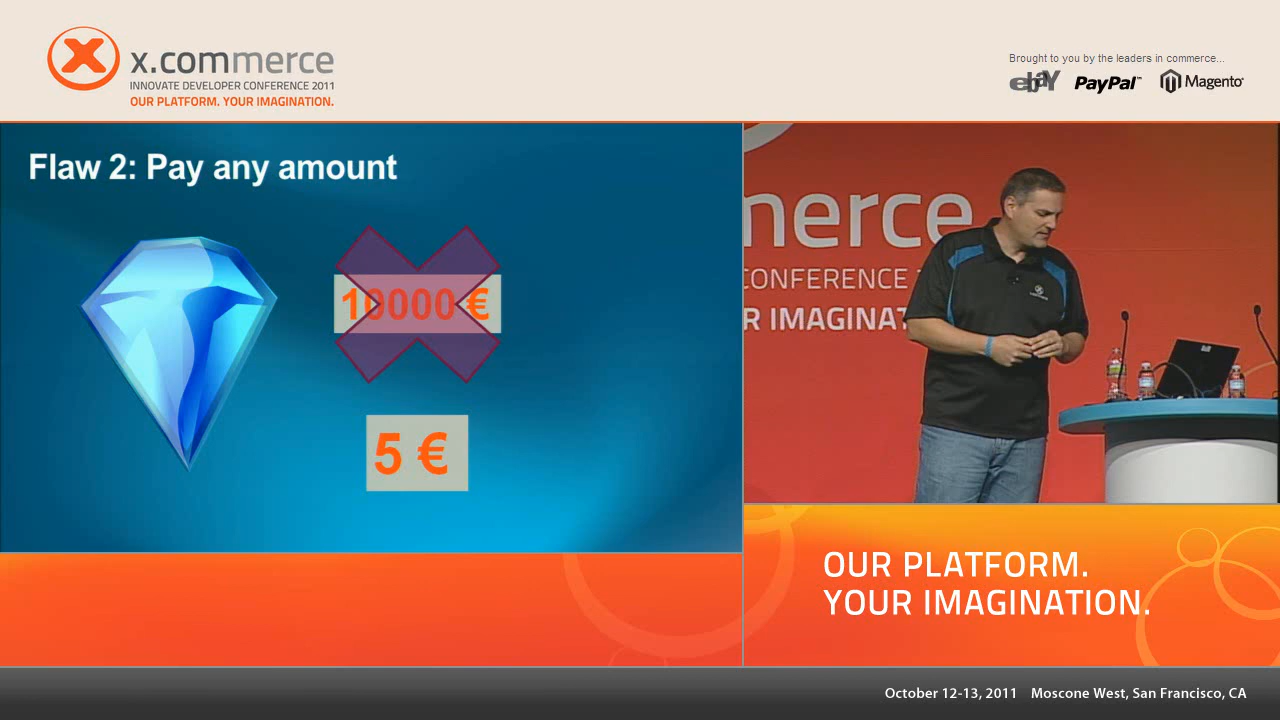 x.commerce
INNOVATE DEVELOPER CONFERENCE 2011
OUR PLATFORM. YOUR IMAGINATION.
Brought to you by the leaders in commerce...
ebaY
PayPal™
Magento®
Flaw 2: Pay any amount
10000 €
5 €
merce
CONFERENCE
R IMAGINAT
OUR PLATFORM.
YOUR IMAGINATION.
October 12-13, 2011 Moscone West, San Francisco, CA